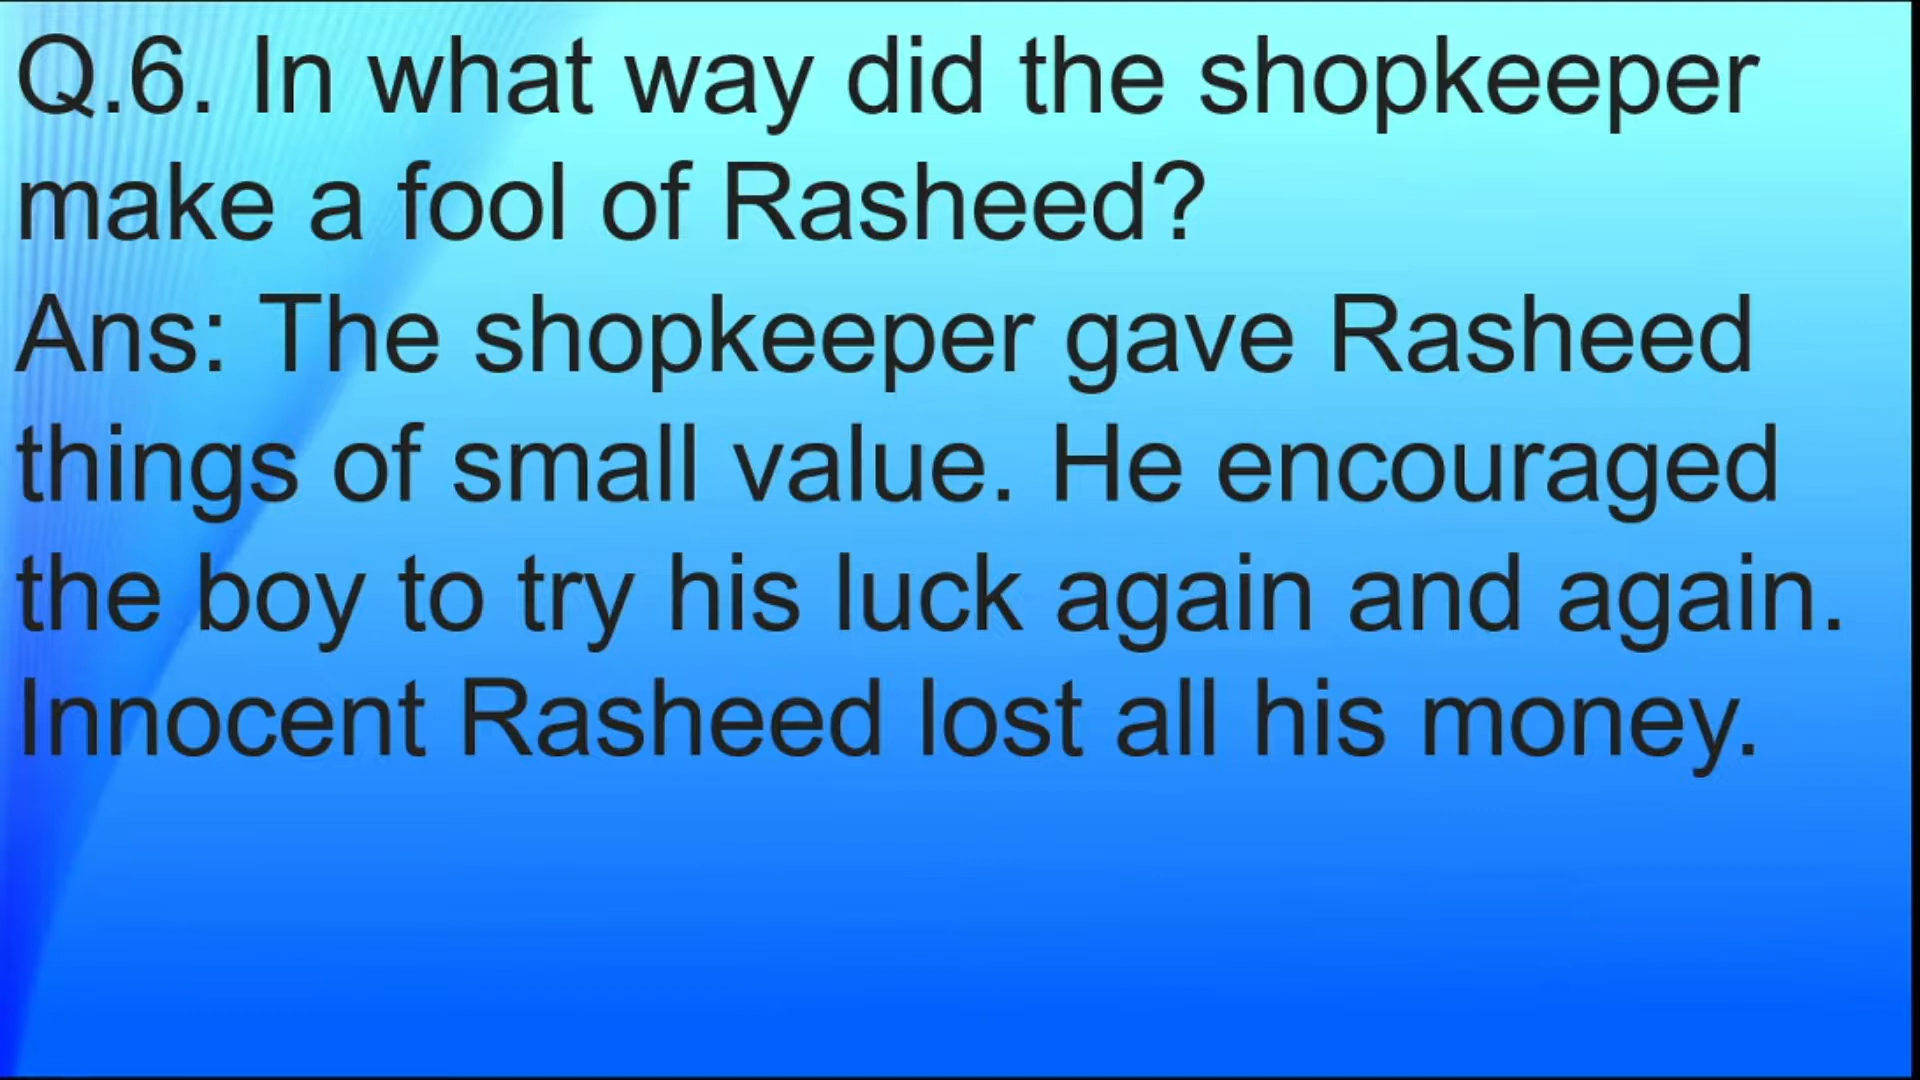 Q.6. In what way did the shopkeeper
make a fool of Rasheed?
Ans: The shopkeeper gave Rasheed
things of small value. He encouraged
the boy to try his luck again and again.
Innocent Rasheed lost all his money.